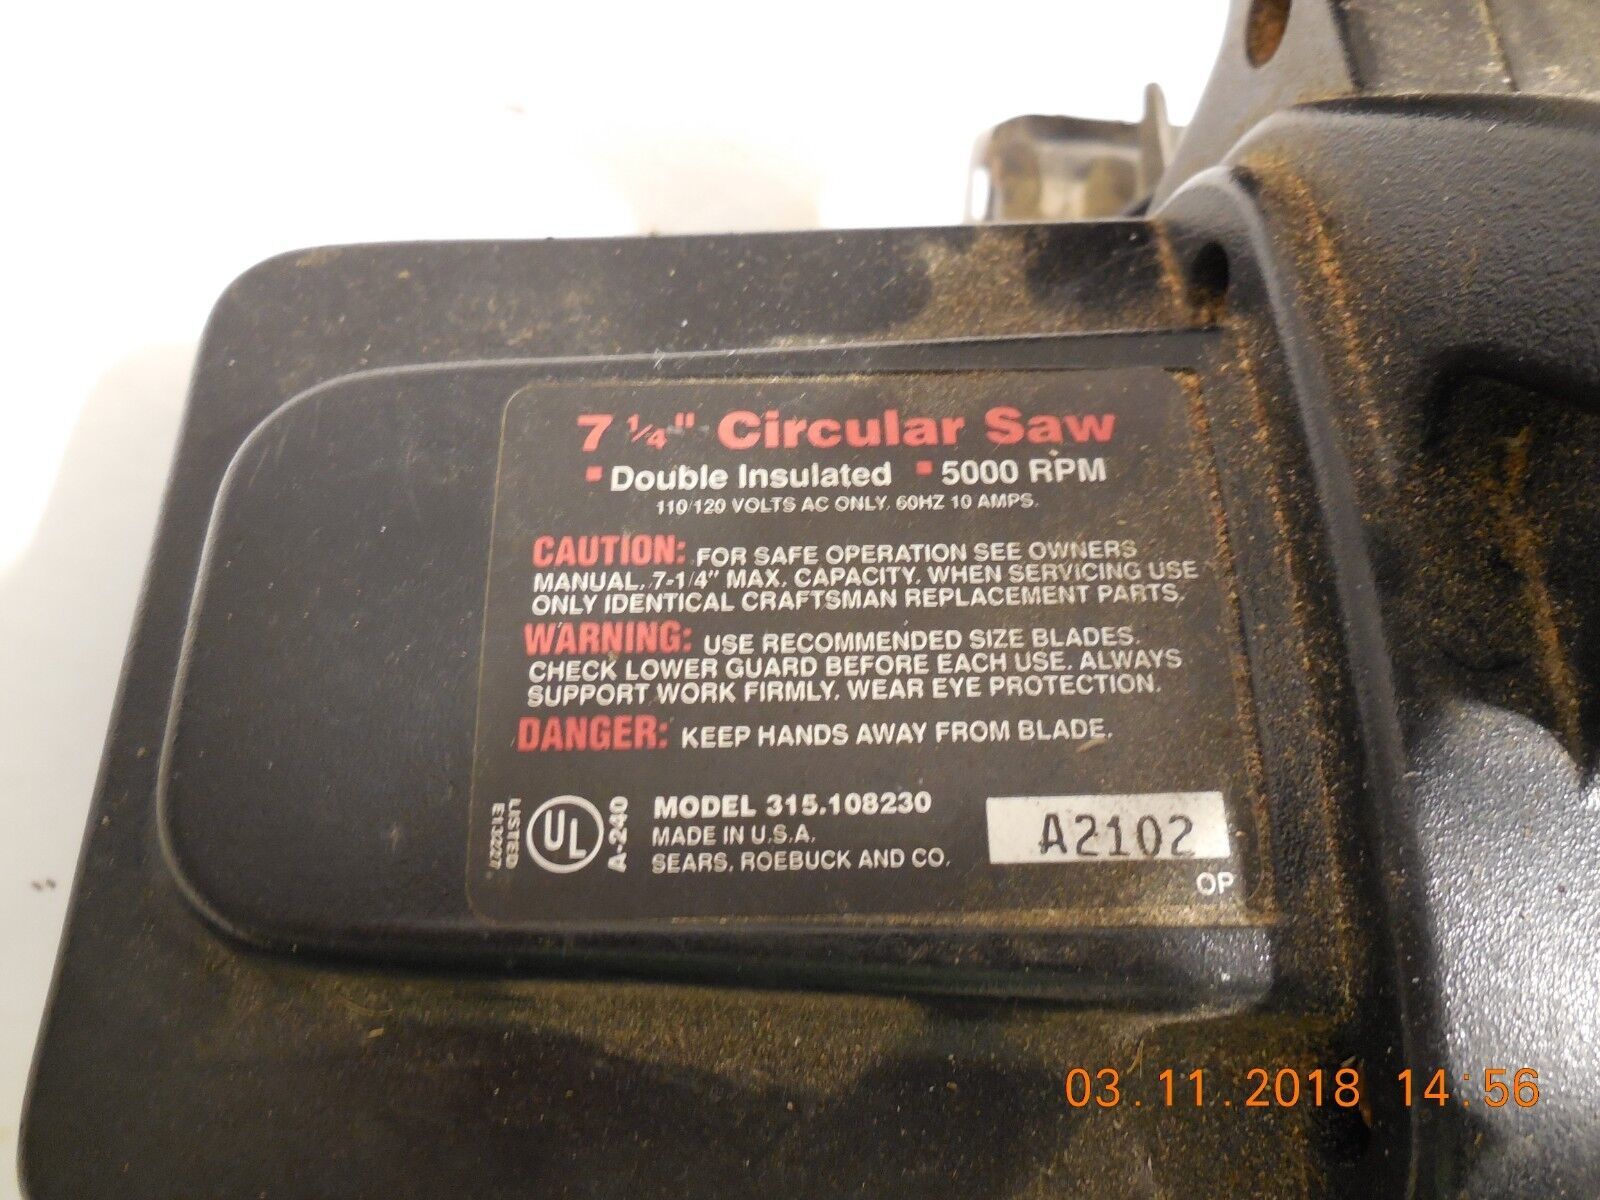 7 1/4" Circular Saw
▪ Double Insulated ▪ 5000 RPM
110/120 VOLTS AC ONLY. 60HZ 10 AMPS.
CAUTION: FOR SAFE OPERATION SEE OWNERS
MANUAL. 7-1/4" MAX. CAPACITY. WHEN SERVICING USE
ONLY IDENTICAL CRAFTSMAN REPLACEMENT PARTS.
WARNING: USE RECOMMENDED SIZE BLADES.
CHECK LOWER GUARD BEFORE EACH USE. ALWAYS
SUPPORT WORK FIRMLY. WEAR EYE PROTECTION.
DANGER: KEEP HANDS AWAY FROM BLADE.
LISTED
E13227.
UL
A-240
MODEL 315.108230
MADE IN U.S.A.
SEARS, ROEBUCK AND CO.
A2102
OP
03.11.2018 14:56